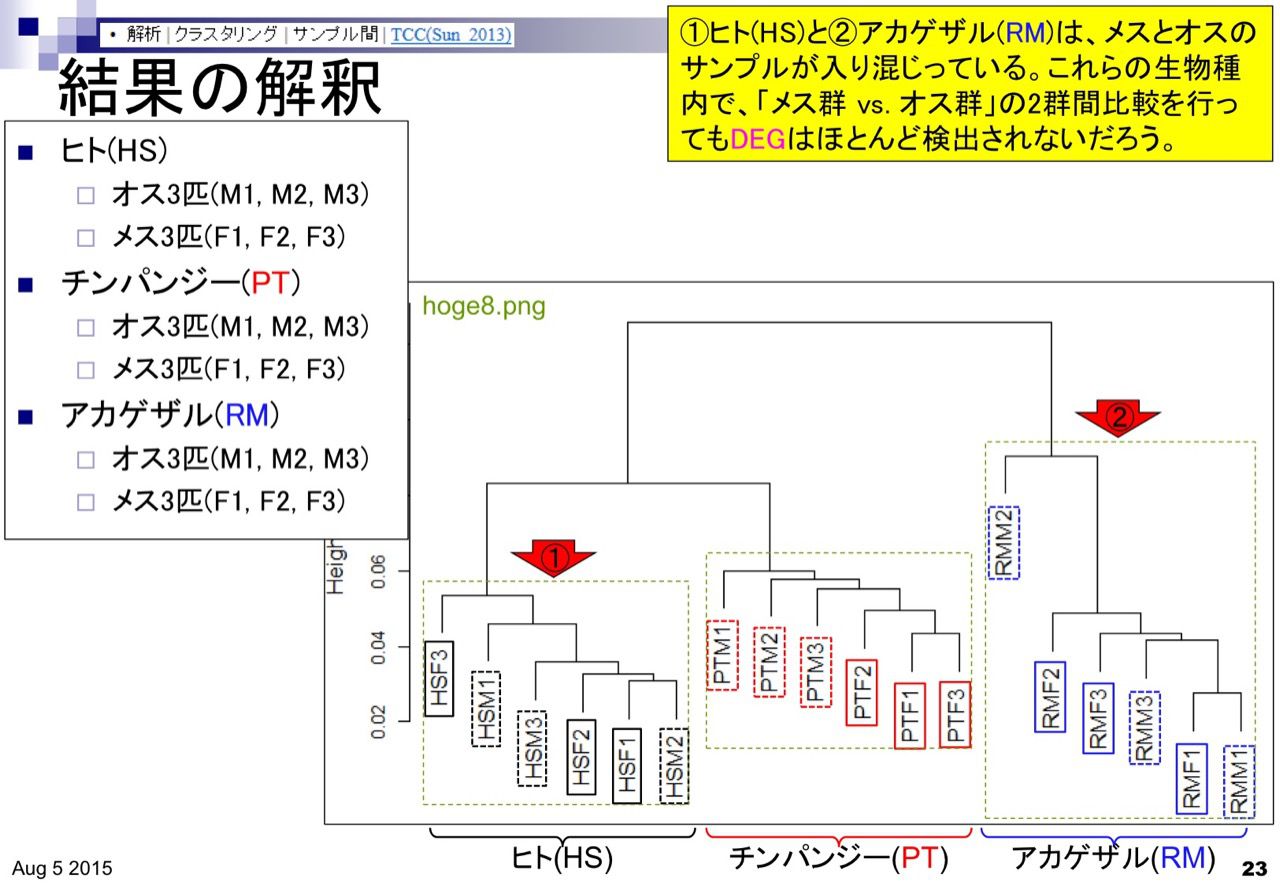 • 解析 | クラスタリング | サンプル間 | TCC(Sun_2013)
結果の解釈
①ヒト(HS)と②アカゲザル(RM)は、メスとオスの
サンプルが入り混じっている。これらの生物種
内で、「メス群 vs. オス群」の2群間比較を行っ
てもDEGはほとんど検出されないだろう。
ヒト(HS)
オス3匹(M1, M2, M3)
メス3匹(F1, F2, F3)
チンパンジー(PT)
オス3匹(M1, M2, M3)
メス3匹(F1, F2, F3)
アカゲザル(RM)
オス3匹(M1, M2, M3)
メス3匹(F1, F2, F3)
hoge8.png
①
②
0.06
0.04
0.02
HSF3
HSM1
HSM3
HSF2
HSF1
HSM2
PTM1
PTM2
PTM3
PTF2
PTF1
PTF3
RMM2
RMF2
RMF3
RMM3
RMF1
RMM1
ヒト(HS)
チンパンジー(PT)
アカゲザル(RM)
Aug 5 2015
23